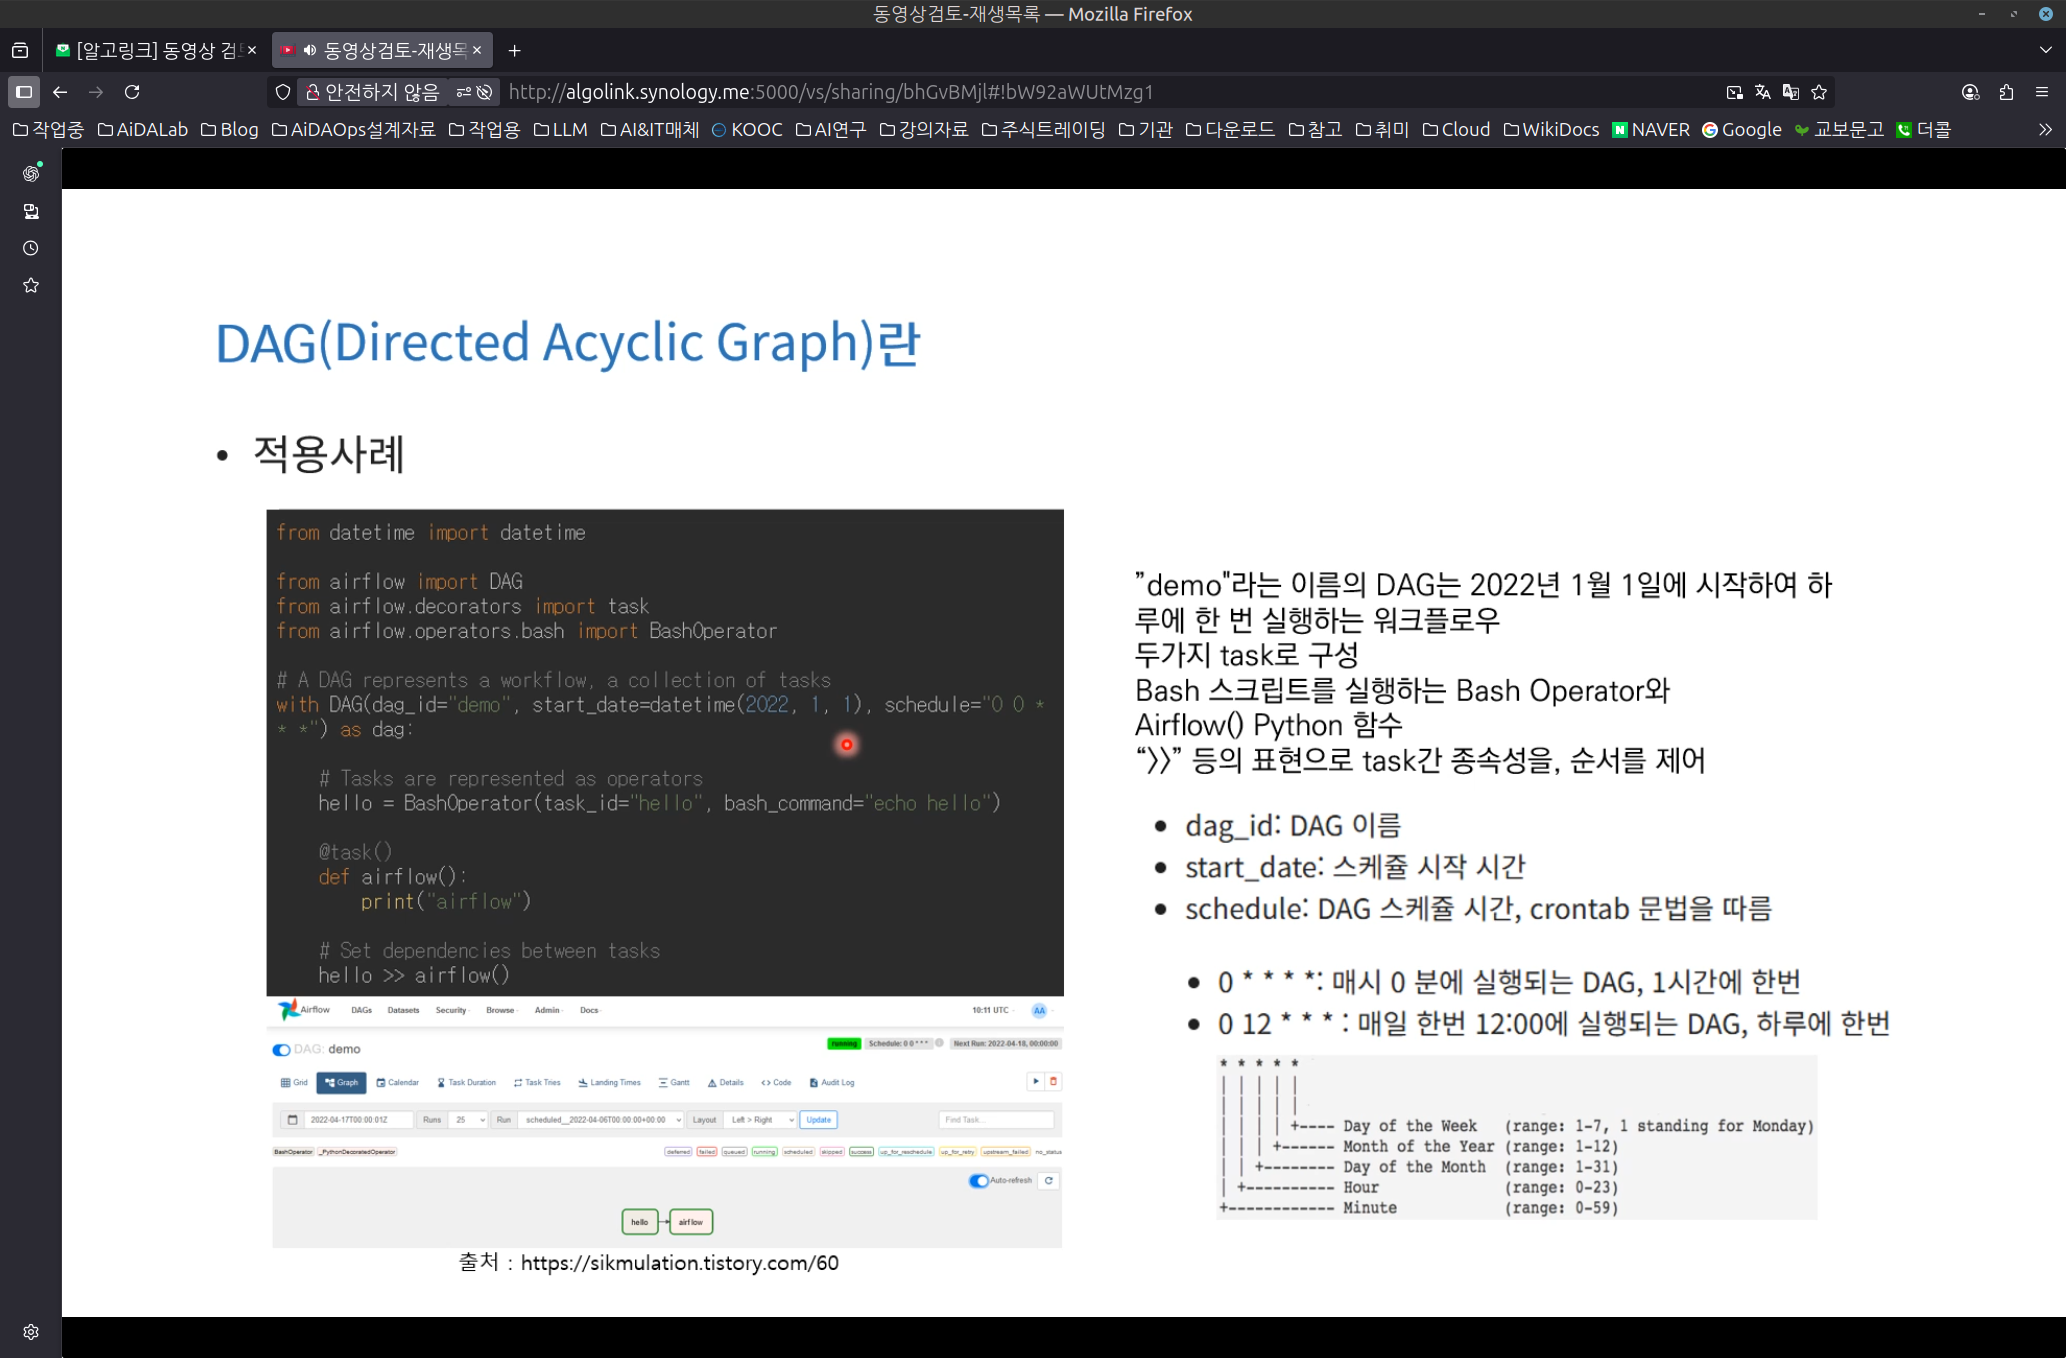 동영상검토-재생목록 — Mozilla Firefox
[알고링크] 동영상 검
동영상검토-재생목
안전하지 않음
http://algolink.synology.me:5000/vs/sharing/bhGvBMjl#!bW92aWUtMzg1
작업중 AiDALab Blog AiDAOps설계자료 작업용 LLM AI&IT매체 KOOC AI연구 강의자료 주식트레이딩 기관 다운로드 참고 취미 Cloud WikiDocs NAVER Google 교보문고 더콜
DAG(Directed Acyclic Graph)란
• 적용사례
from datetime import datetime
from airflow import DAG
from airflow.decorators import task
from airflow.operators.bash import BashOperator
# A DAG represents a workflow, a collection of tasks
with DAG(dag_id="demo", start_date=datetime(2022, 1, 1), schedule="0 0 *
* *") as dag:
# Tasks are represented as operators
hello = BashOperator(task_id="hello", bash_command="echo hello")
@task()
def airflow():
print("airflow")
# Set dependencies between tasks
hello >> airflow()
Airflow DAGs Datasets Security Browse Admin Docs 10:11 UTC AA
DAG: demo running Schedule: 0 0 * * * Next Run: 2022-04-18, 00:00:00
Grid Graph Calendar Task Duration Task Tries Landing Times Gantt Details <> Code Audit Log
2022-04-17T00:00:01Z Runs 25 Run scheduled__2022-04-06T00:00:00+00:00 Layout Left > Right Update Find Task...
BashOperator _PythonDecoratedOperator deferred failed queued running scheduled skipped success up_for_reschedule up_for_retry upstream_failed no_status
Auto-refresh
hello airflow
출처 : https://sikmulation.tistory.com/60
”demo"라는 이름의 DAG는 2022년 1월 1일에 시작하여 하
루에 한 번 실행하는 워크플로우
두가지 task로 구성
Bash 스크립트를 실행하는 Bash Operator와
Airflow() Python 함수
“>>” 등의 표현으로 task간 종속성을, 순서를 제어
• dag_id: DAG 이름
• start_date: 스케쥴 시작 시간
• schedule: DAG 스케쥴 시간, crontab 문법을 따름
• 0 * * * *: 매시 0 분에 실행되는 DAG, 1시간에 한번
• 0 12 * * * : 매일 한번 12:00에 실행되는 DAG, 하루에 한번
* * * * *
| | | | |
| | | | |
| | | | +---- Day of the Week (range: 1-7, 1 standing for Monday)
| | | +------ Month of the Year (range: 1-12)
| | +-------- Day of the Month (range: 1-31)
| +---------- Hour (range: 0-23)
+------------ Minute (range: 0-59)